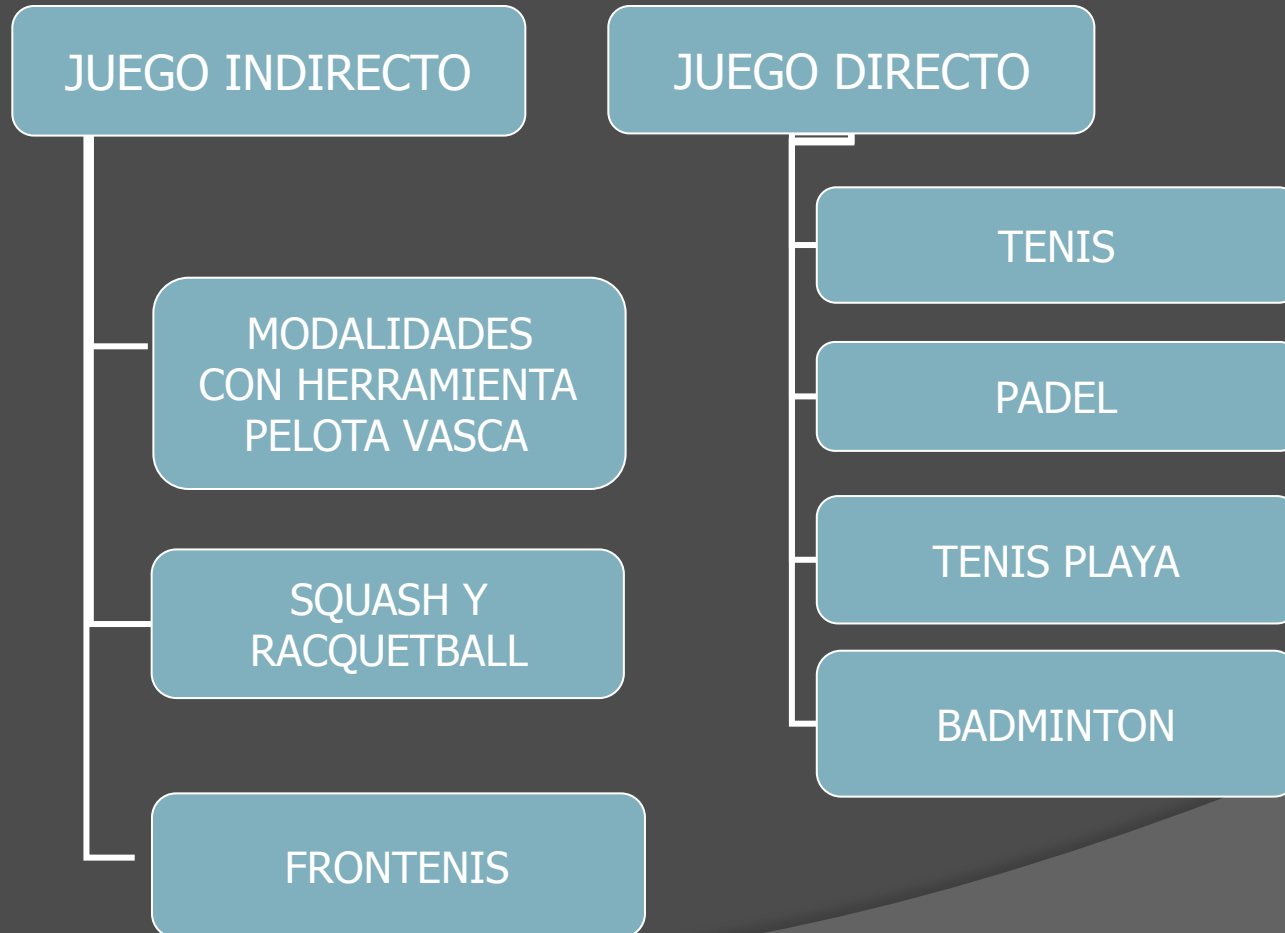 JUEGO INDIRECTO
MODALIDADES
CON HERRAMIENTA
PELOTA VASCA
SQUASH Y
RACQUETBALL
FRONTENIS
JUEGO DIRECTO
TENIS
PADEL
TENIS PLAYA
BADMINTON